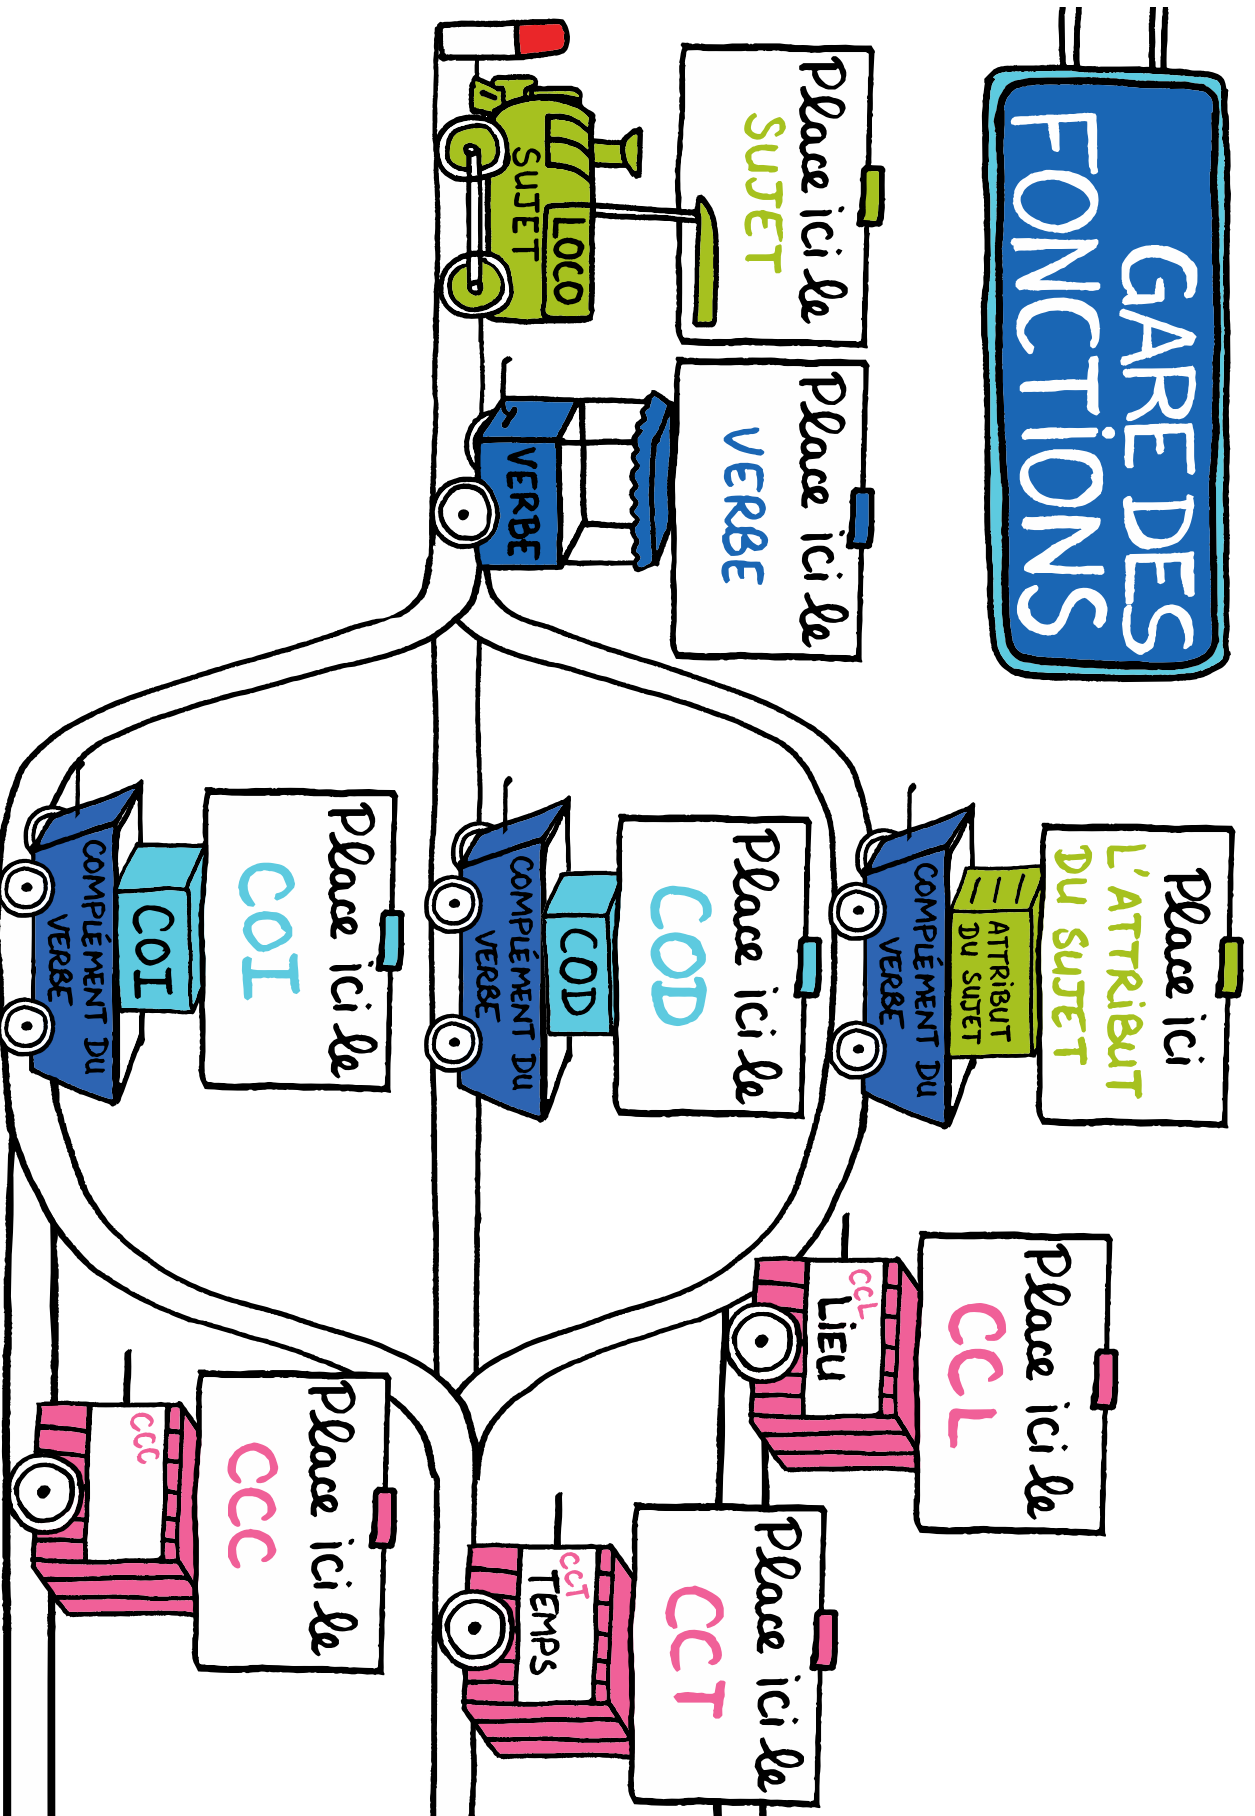 GARE DES
FONCTIONS
Place ici le
SUJET
LOCO
SUJET
Place ici le
VERBE
VERBE
Place ici
L'ATTRIBUT
DU SUJET
ATTRIBUT
DU SUJET
COMPLÉMENT DU
VERBE
Place ici le
COD
COD
COMPLÉMENT DU
VERBE
Place ici le
COI
COI
COMPLÉMENT DU
VERBE
Place ici le
CCL
CCL
LiEU
Place ici le
CCT
CCT
TEMPS
Place ici le
CCC
CCC